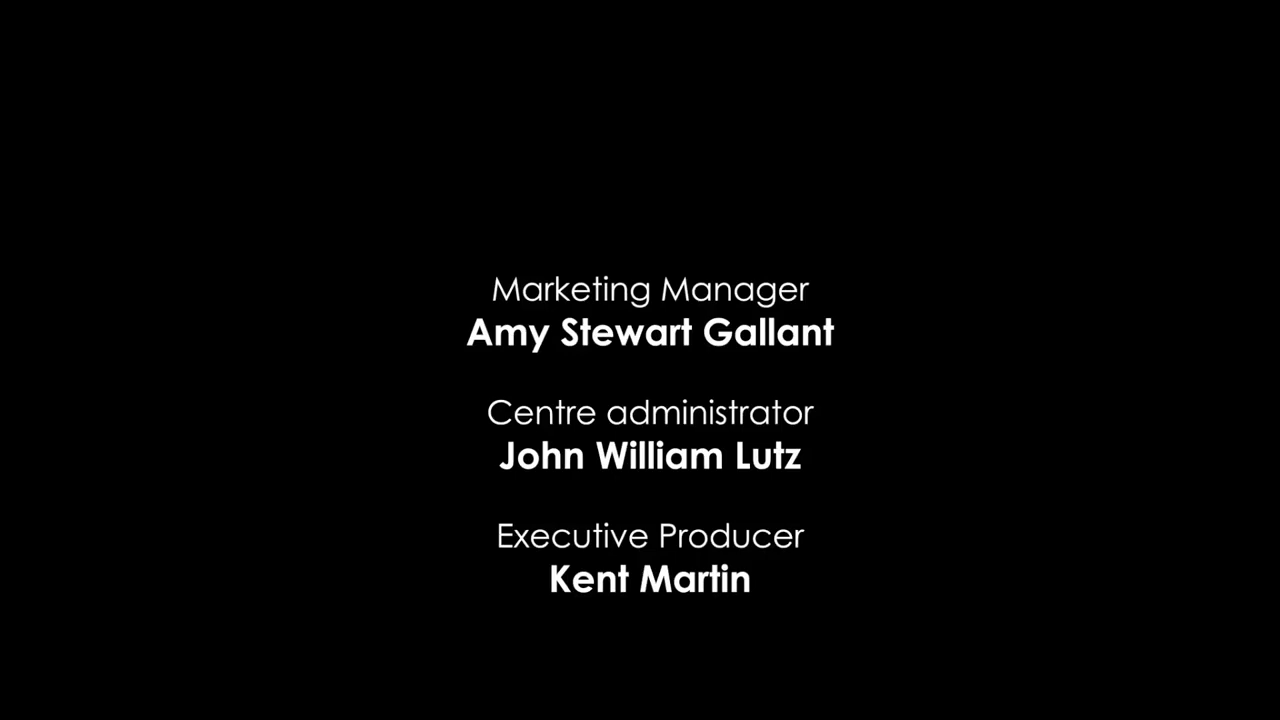 Marketing Manager
Amy Stewart Gallant
Centre administrator
John William Lutz
Executive Producer
Kent Martin